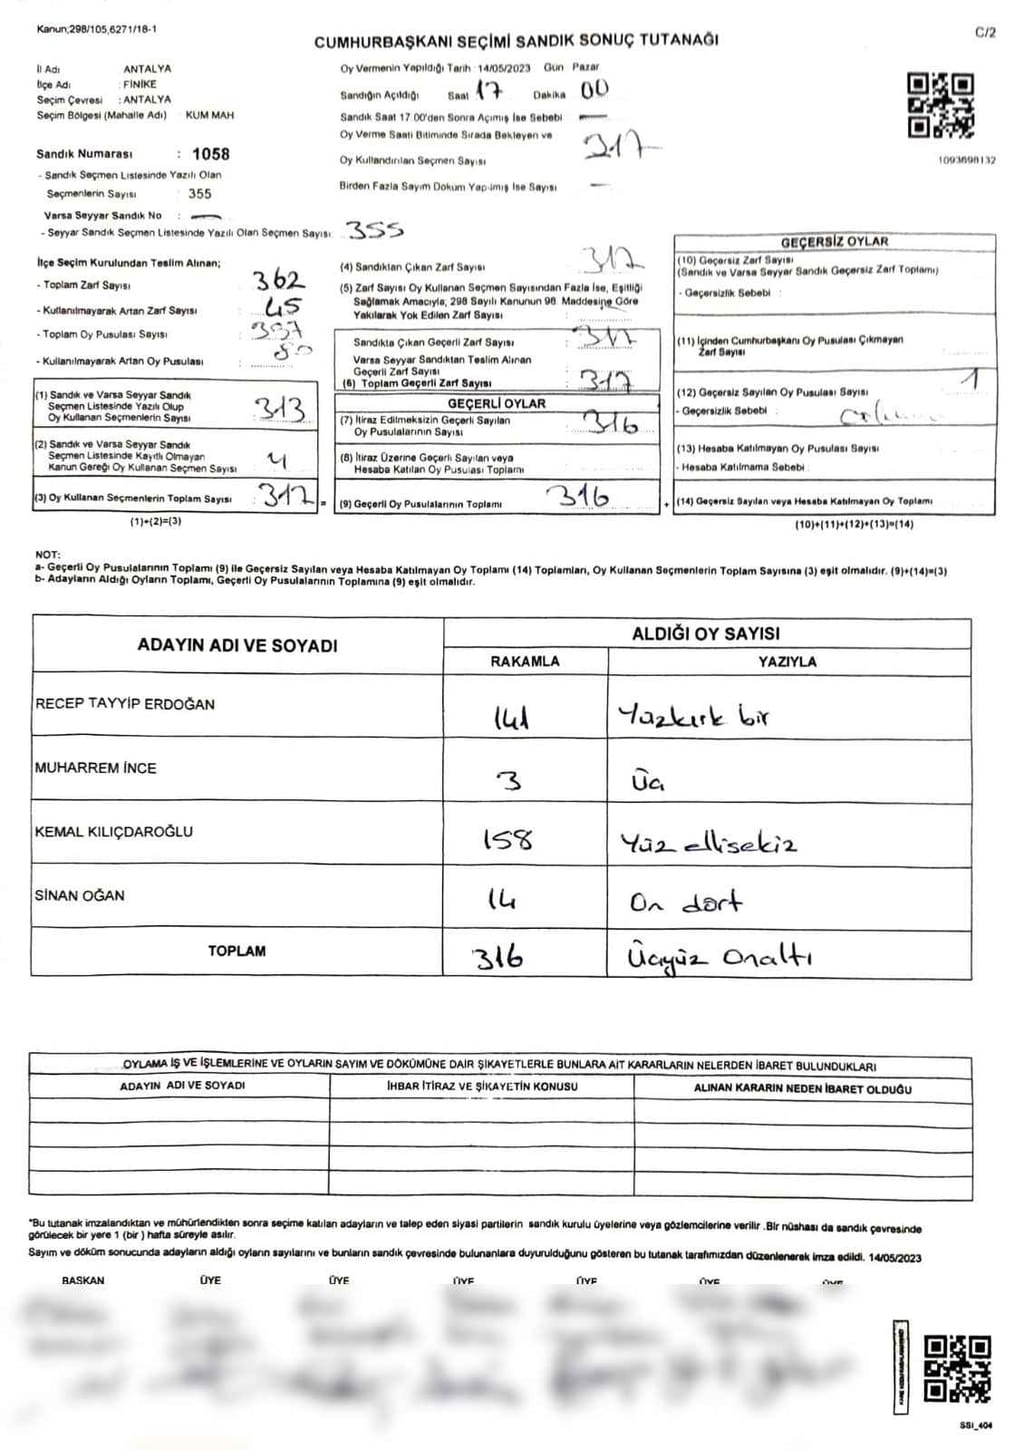 Kanun;298/105,6271/18-1
C/2
CUMHURBAŞKANI SEÇİMİ SANDIK SONUÇ TUTANAĞI
İl Adı ANTALYA
İlçe Adı : FİNİKE
Seçim Çevresi : ANTALYA
Seçim Bölgesi (Mahalle Adı) KUM MAH
Oy Vermenin Yapıldığı Tarih 14/05/2023 Gün Pazar
Sandığın Açıldığı Saat 17 Dakika 00
Sandık Saat 17 00'den Sonra Açımış İse Sebebi
Oy Verme Saati Bitiminde Sırada Bekleyen ve
Oy Kullandırılan Seçmen Sayısı 317
Birden Fazla Sayım Dokum Yapılmış İse Sayısı
1093698132
Sandık Numarası : 1058
- Sandık Seçmen Listesinde Yazılı Olan
Seçmenlerin Sayısı 355
Varsa Seyyar Sandık No :
- Seyyar Sandık Seçmen Listesinde Yazılı Olan Seçmen Sayısı 355
İlçe Seçim Kurulundan Teslim Alınan;
- Toplam Zarf Sayısı 362
- Kullanılmayarak Artan Zarf Sayısı 45
- Toplam Oy Pusulası Sayısı
- Kullanılmayarak Artan Oy Pusulası 80
(1) Sandık ve Varsa Seyyar Sandık
Seçmen Listesinde Yazılı Olup
Oy Kullanan Seçmenlerin Sayısı 313
(2) Sandık ve Varsa Seyyar Sandık
Seçmen Listesinde Kayıtlı Olmayan
Kanun Gereği Oy Kullanan Seçmen Sayısı 4
(3) Oy Kullanan Seçmenlerin Toplam Sayısı 317 =
(1)+(2)=(3)
(4) Sandıktan Çıkan Zarf Sayısı 317
(5) Zarf Sayısı Oy Kullanan Seçmen Sayısından Fazla İse, Eşitliği
Sağlamak Amacıyla, 298 Sayılı Kanunun 98. Maddesine Göre
Yakılarak Yok Edilen Zarf Sayısı :
Sandıkta Çıkan Geçerli Zarf Sayısı 317
Varsa Seyyar Sandıktan Teslim Alınan
Geçerli Zarf Sayısı
(6) Toplam Geçerli Zarf Sayısı : 317
GEÇERLİ OYLAR
(7) İtiraz Edilmeksizin Geçerli Sayılan
Oy Pusulalarının Sayısı : 316
(8) İtiraz Üzerine Geçerli Sayılan veya
Hesaba Katılan Oy Pusulası Toplamı
(9) Geçerli Oy Pusulalarının Toplamı 316 +
GEÇERSİZ OYLAR
(10) Geçersiz Zarf Sayısı
(Sandık ve Varsa Seyyar Sandık Geçersiz Zarf Toplamı)
- Geçersizlik Sebebi :
(11) İçinden Cumhurbaşkanı Oy Pusulası Çıkmayan
Zarf Sayısı
(12) Geçersiz Sayılan Oy Pusulası Sayısı 1
- Geçersizlik Sebebi :
(13) Hesaba Katılmayan Oy Pusulası Sayısı
- Hesaba Katılmama Sebebi
(14) Geçersiz Sayılan veya Hesaba Katılmayan Oy Toplamı
(10)+(11)+(12)+(13)=(14)
NOT:
a- Geçerli Oy Pusulalarının Toplamı (9) ile Geçersiz Sayılan veya Hesaba Katılmayan Oy Toplamı (14) Toplamları, Oy Kullanan Seçmenlerin Toplam Sayısına (3) eşit olmalıdır. (9)+(14)=(3)
b- Adayların Aldığı Oyların Toplamı, Geçerli Oy Pusulalarının Toplamına (9) eşit olmalıdır.
ADAYIN ADI VE SOYADI
ALDIĞI OY SAYISI
RAKAMLA YAZIYLA
RECEP TAYYİP ERDOĞAN 141 Yüzkırk bir
MUHARREM İNCE 3 Üç
KEMAL KILIÇDAROĞLU 158 Yüz ellisekiz
SİNAN OĞAN 14 On dört
TOPLAM 316 Üçyüz Onaltı
OYLAMA İŞ VE İŞLEMLERİNE VE OYLARIN SAYIM VE DÖKÜMÜNE DAİR ŞİKAYETLERLE BUNLARA AİT KARARLARIN NELERDEN İBARET BULUNDUKLARI
ADAYIN ADI VE SOYADI İHBAR İTİRAZ VE ŞİKAYETİN KONUSU ALINAN KARARIN NEDEN İBARET OLDUĞU
*Bu tutanak imzalandıktan ve mühürlendikten sonra seçime katılan adayların ve talep eden siyasi partilerin sandık kurulu üyelerine veya gözlemcilerine verilir .Bir nüshası da sandık çevresinde
görülecek bir yere 1 (bir ) hafta süreyle asılır.
Sayım ve döküm sonucunda adayların aldığı oyların sayılarını ve bunların sandık çevresinde bulunanlara duyurulduğunu gösteren bu tutanak tarafımızdan düzenlenerek imza edildi. 14/05/2023
BAŞKAN ÜYE ÜYE ÜYE ÜYE ÜYE ÜYE
SSI_404